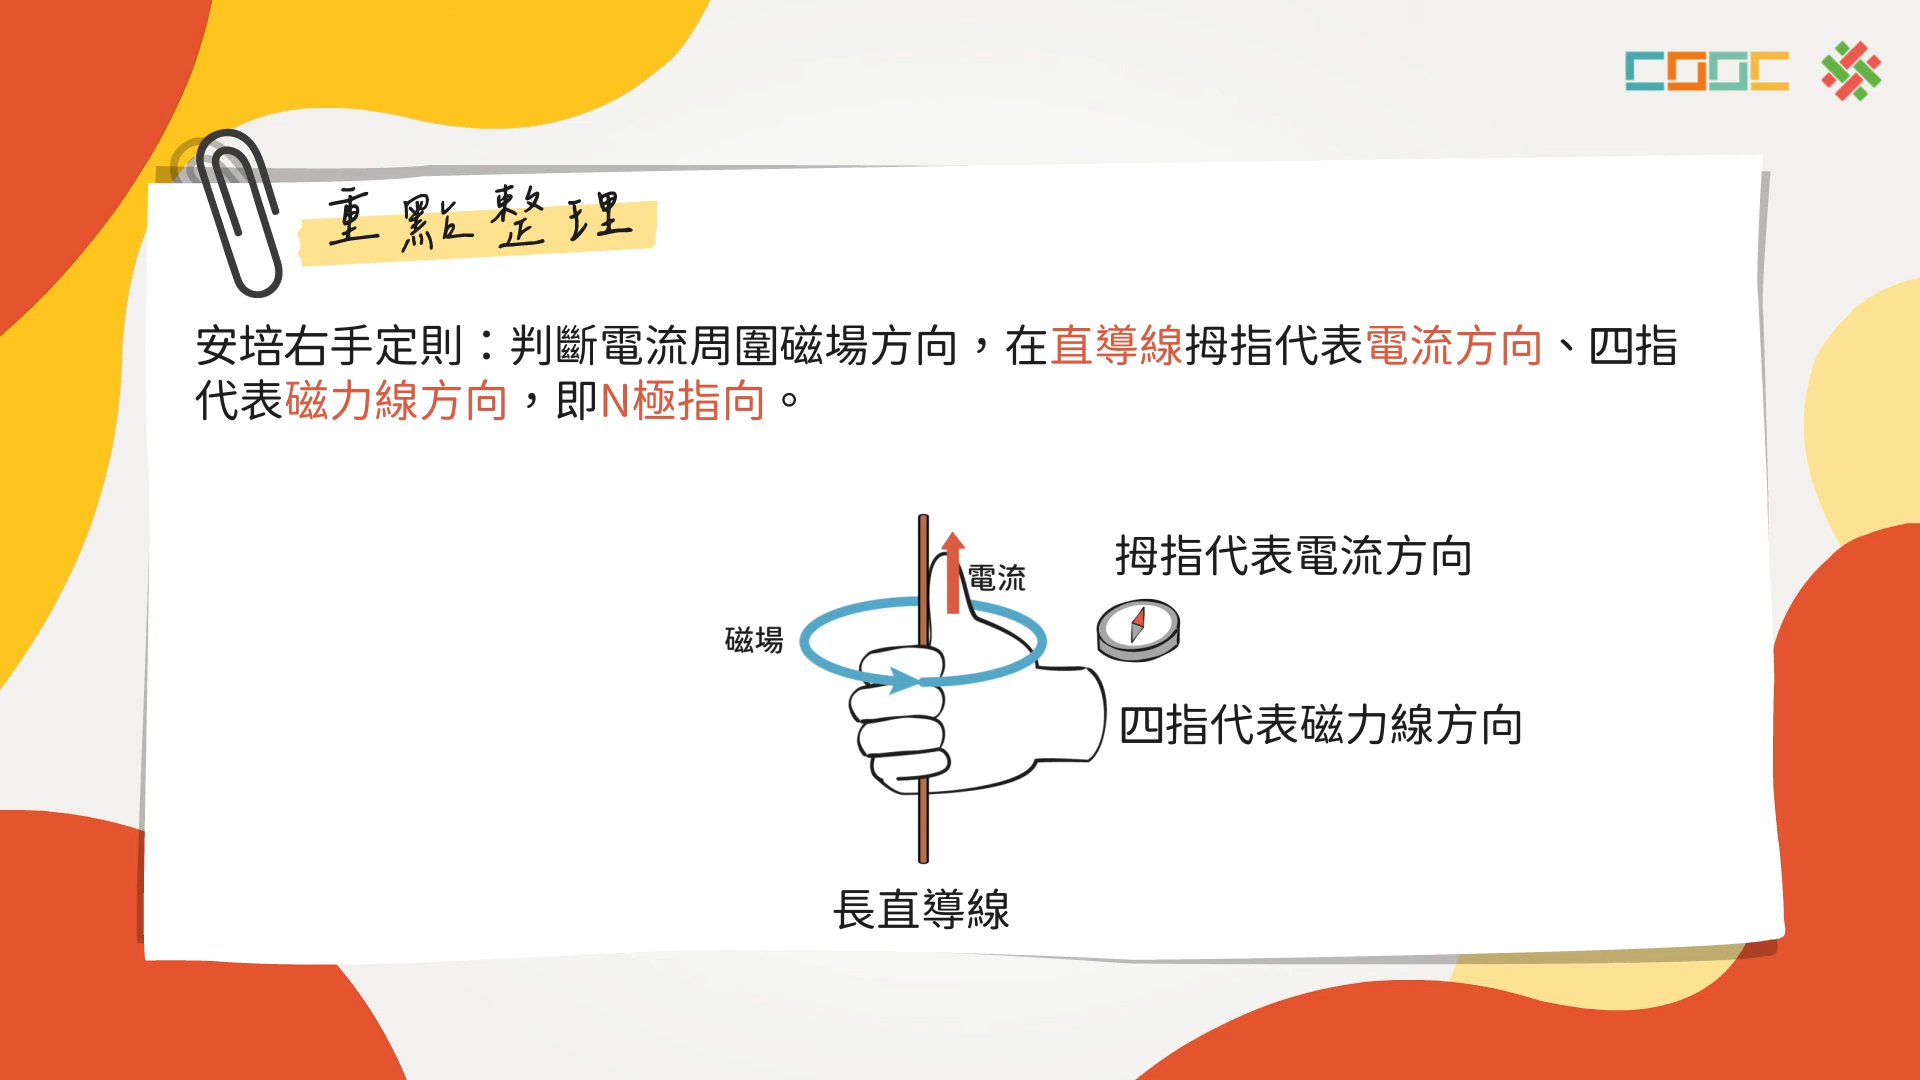 COOC
重點整理
安培右手定則：判斷電流周圍磁場方向，在直導線拇指代表電流方向、四指
代表磁力線方向，即N極指向。
電流
磁場
拇指代表電流方向
四指代表磁力線方向
長直導線